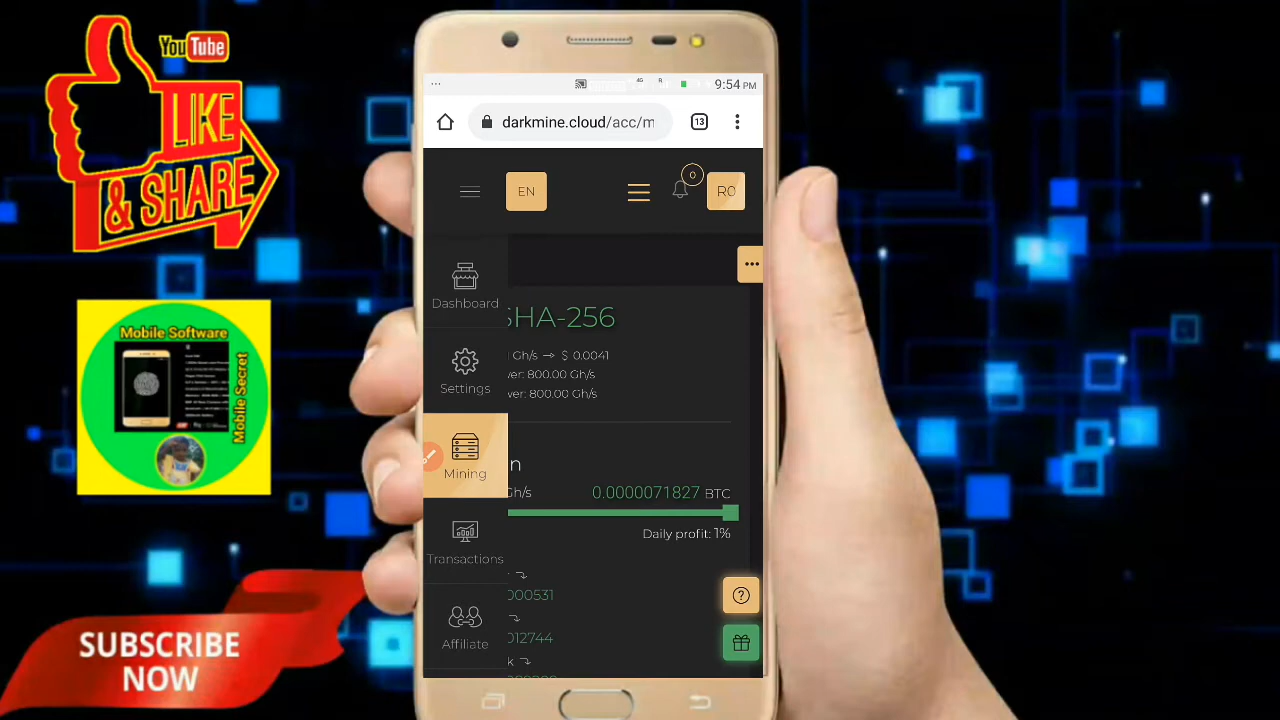 YouTube
LIKE
& SHARE
Mobile Software
Mobile Secret
SUBSCRIBE
NOW
4G
R
9:54 PM
darkmine.cloud/acc/m
13
EN
0
RO
Dashboard
SHA-256
Gh/s → $ 0.0041
ver: 800.00 Gh/s
ver: 800.00 Gh/s
Settings
Mining
n
Gh/s
0.0000071827 BTC
Daily profit: 1%
Transactions
000531
012744
k
Affiliate